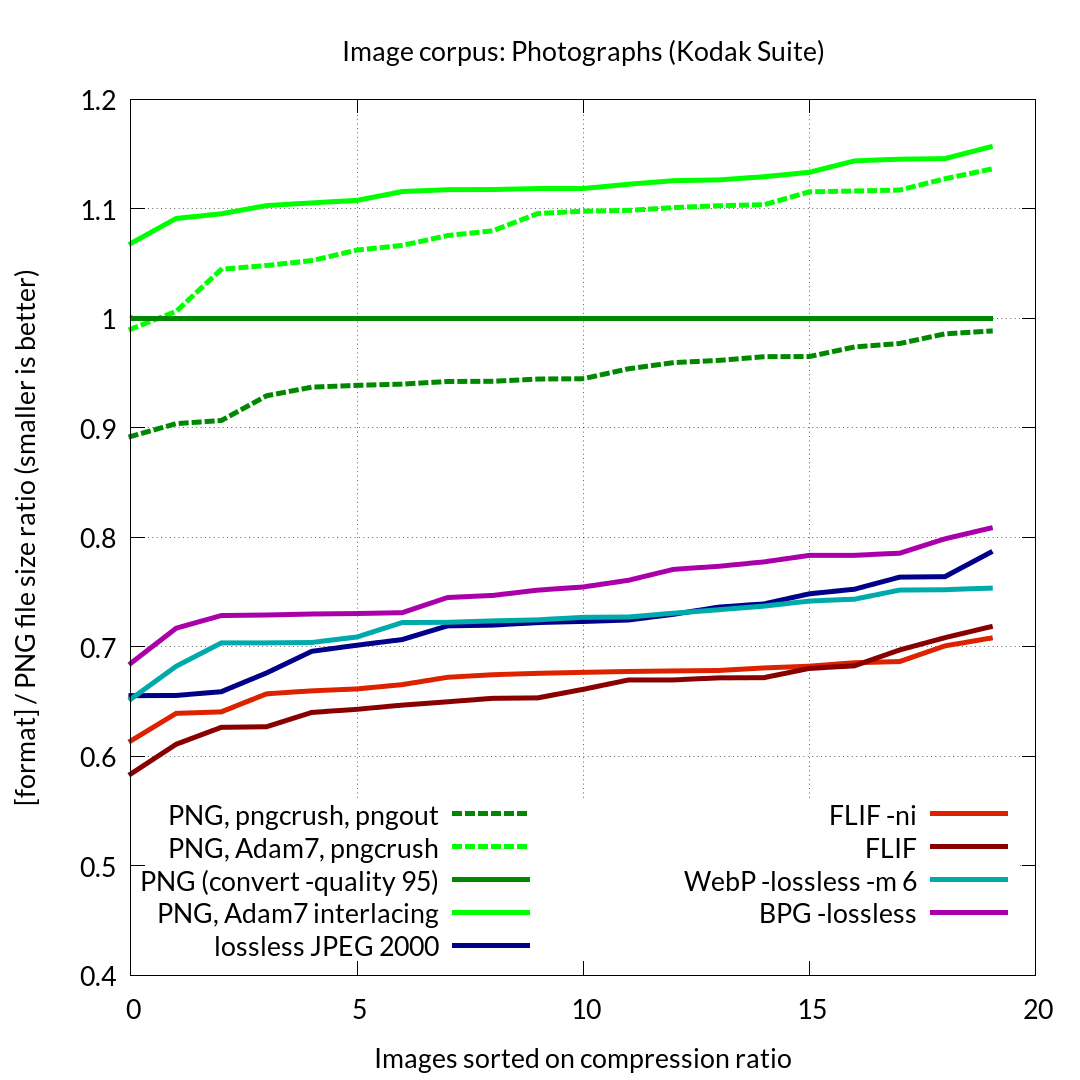 Image corpus: Photographs (Kodak Suite)
1.2
1.1
1
0.9
0.8
0.7
0.6
0.5
0.4
[format] / PNG file size ratio (smaller is better)
PNG, pngcrush, pngout
PNG, Adam7, pngcrush
PNG (convert -quality 95)
PNG, Adam7 interlacing
lossless JPEG 2000
FLIF -ni
FLIF
WebP -lossless -m 6
BPG -lossless
0 5 10 15 20
Images sorted on compression ratio